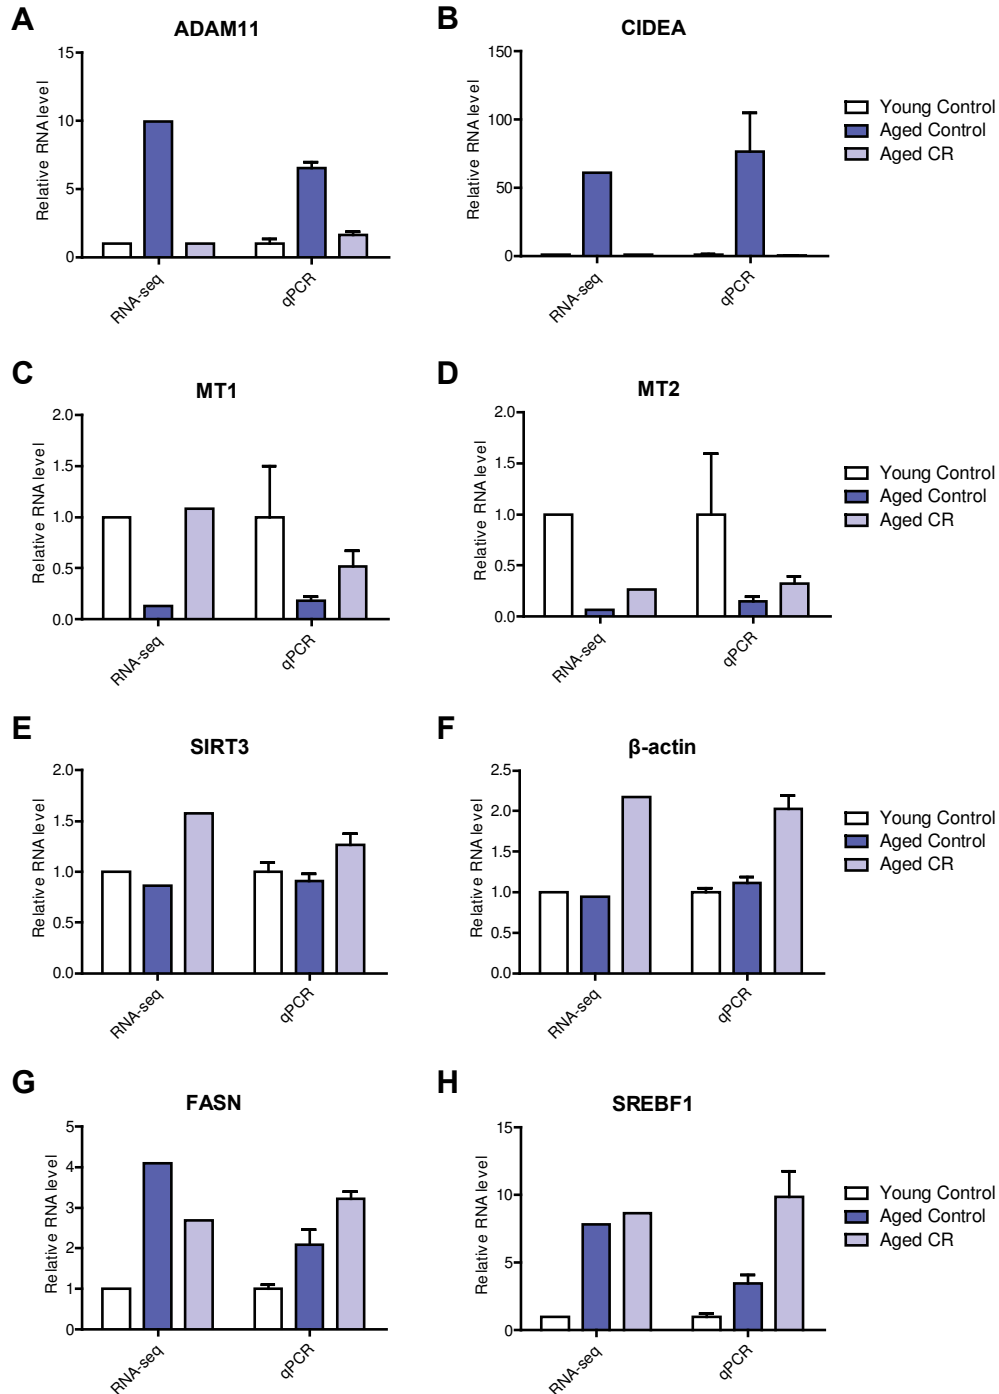 A
ADAM11
Relative RNA level
15
10
5
0
RNA-seq
qPCR
B
CIDEA
Relative RNA level
150
100
50
0
RNA-seq
qPCR
Young Control
Aged Control
Aged CR
C
MT1
Relative RNA level
2.0
1.5
1.0
0.5
0.0
RNA-seq
qPCR
D
MT2
Relative RNA level
2.0
1.5
1.0
0.5
0.0
RNA-seq
qPCR
Young Control
Aged Control
Aged CR
E
SIRT3
Relative RNA level
2.0
1.5
1.0
0.5
0.0
RNA-seq
qPCR
F
β-actin
Relative RNA level
2.5
2.0
1.5
1.0
0.5
0.0
RNA-seq
qPCR
Young Control
Aged Control
Aged CR
G
FASN
Relative RNA level
5
4
3
2
1
0
RNA-seq
qPCR
H
SREBF1
Relative RNA level
15
10
5
0
RNA-seq
qPCR
Young Control
Aged Control
Aged CR